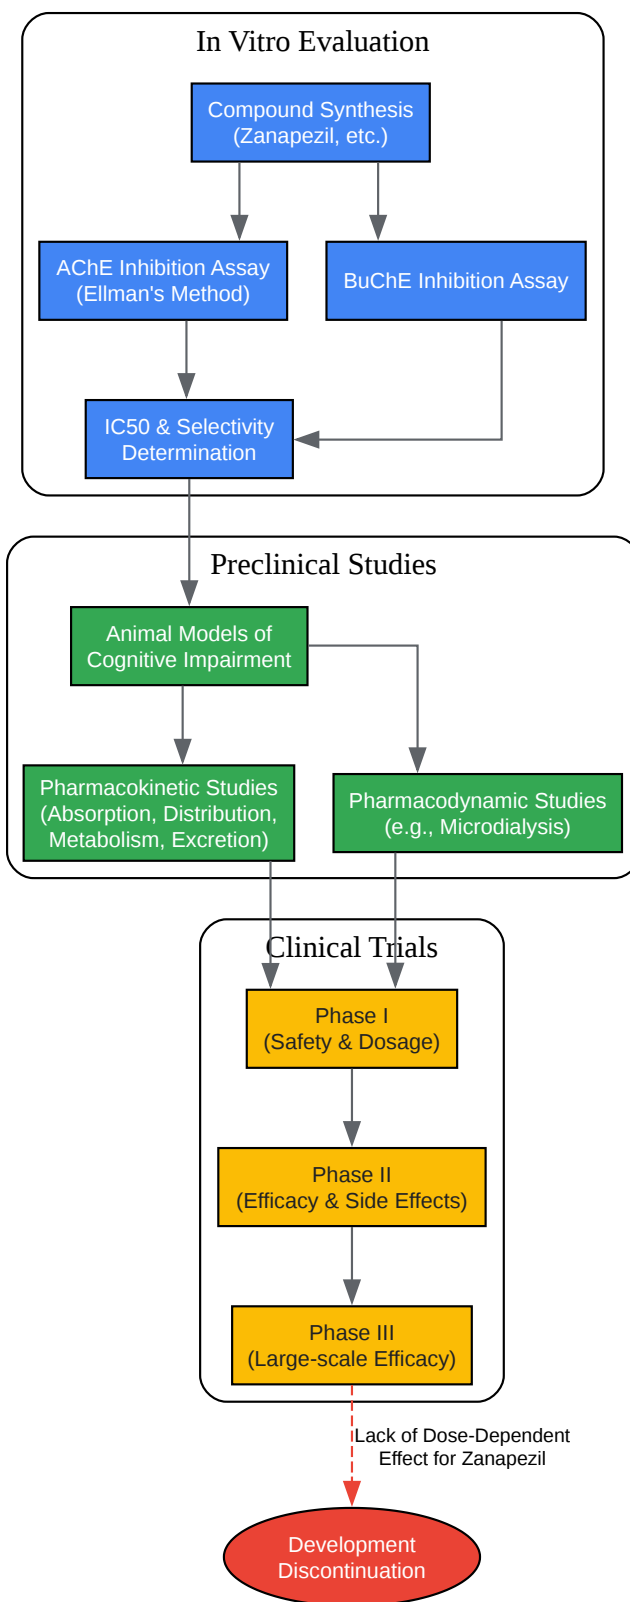 In Vitro Evaluation
Compound Synthesis
(Zanapezil, etc.)
AChE Inhibition Assay
(Ellman's Method)
BuChE Inhibition Assay
IC50 & Selectivity
Determination
Preclinical Studies
Animal Models of
Cognitive Impairment
Pharmacokinetic Studies
(Absorption, Distribution,
Metabolism, Excretion)
Pharmacodynamic Studies
(e.g., Microdialysis)
Clinical Trials
Phase I
(Safety & Dosage)
Phase II
(Efficacy & Side Effects)
Phase III
(Large-scale Efficacy)
Lack of Dose-Dependent
Effect for Zanapezil
Development
Discontinuation